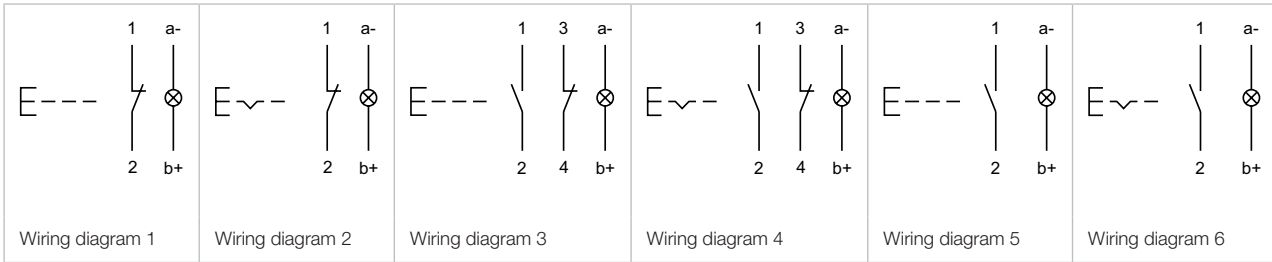 1 a- 1 a- 1 3 a- 1 3 a- 1 a- 1 a-
2 b+ 2 b+ 2 4 b+ 2 4 b+ 2 b+ 2 b+
Wiring diagram 1 Wiring diagram 2 Wiring diagram 3 Wiring diagram 4 Wiring diagram 5 Wiring diagram 6